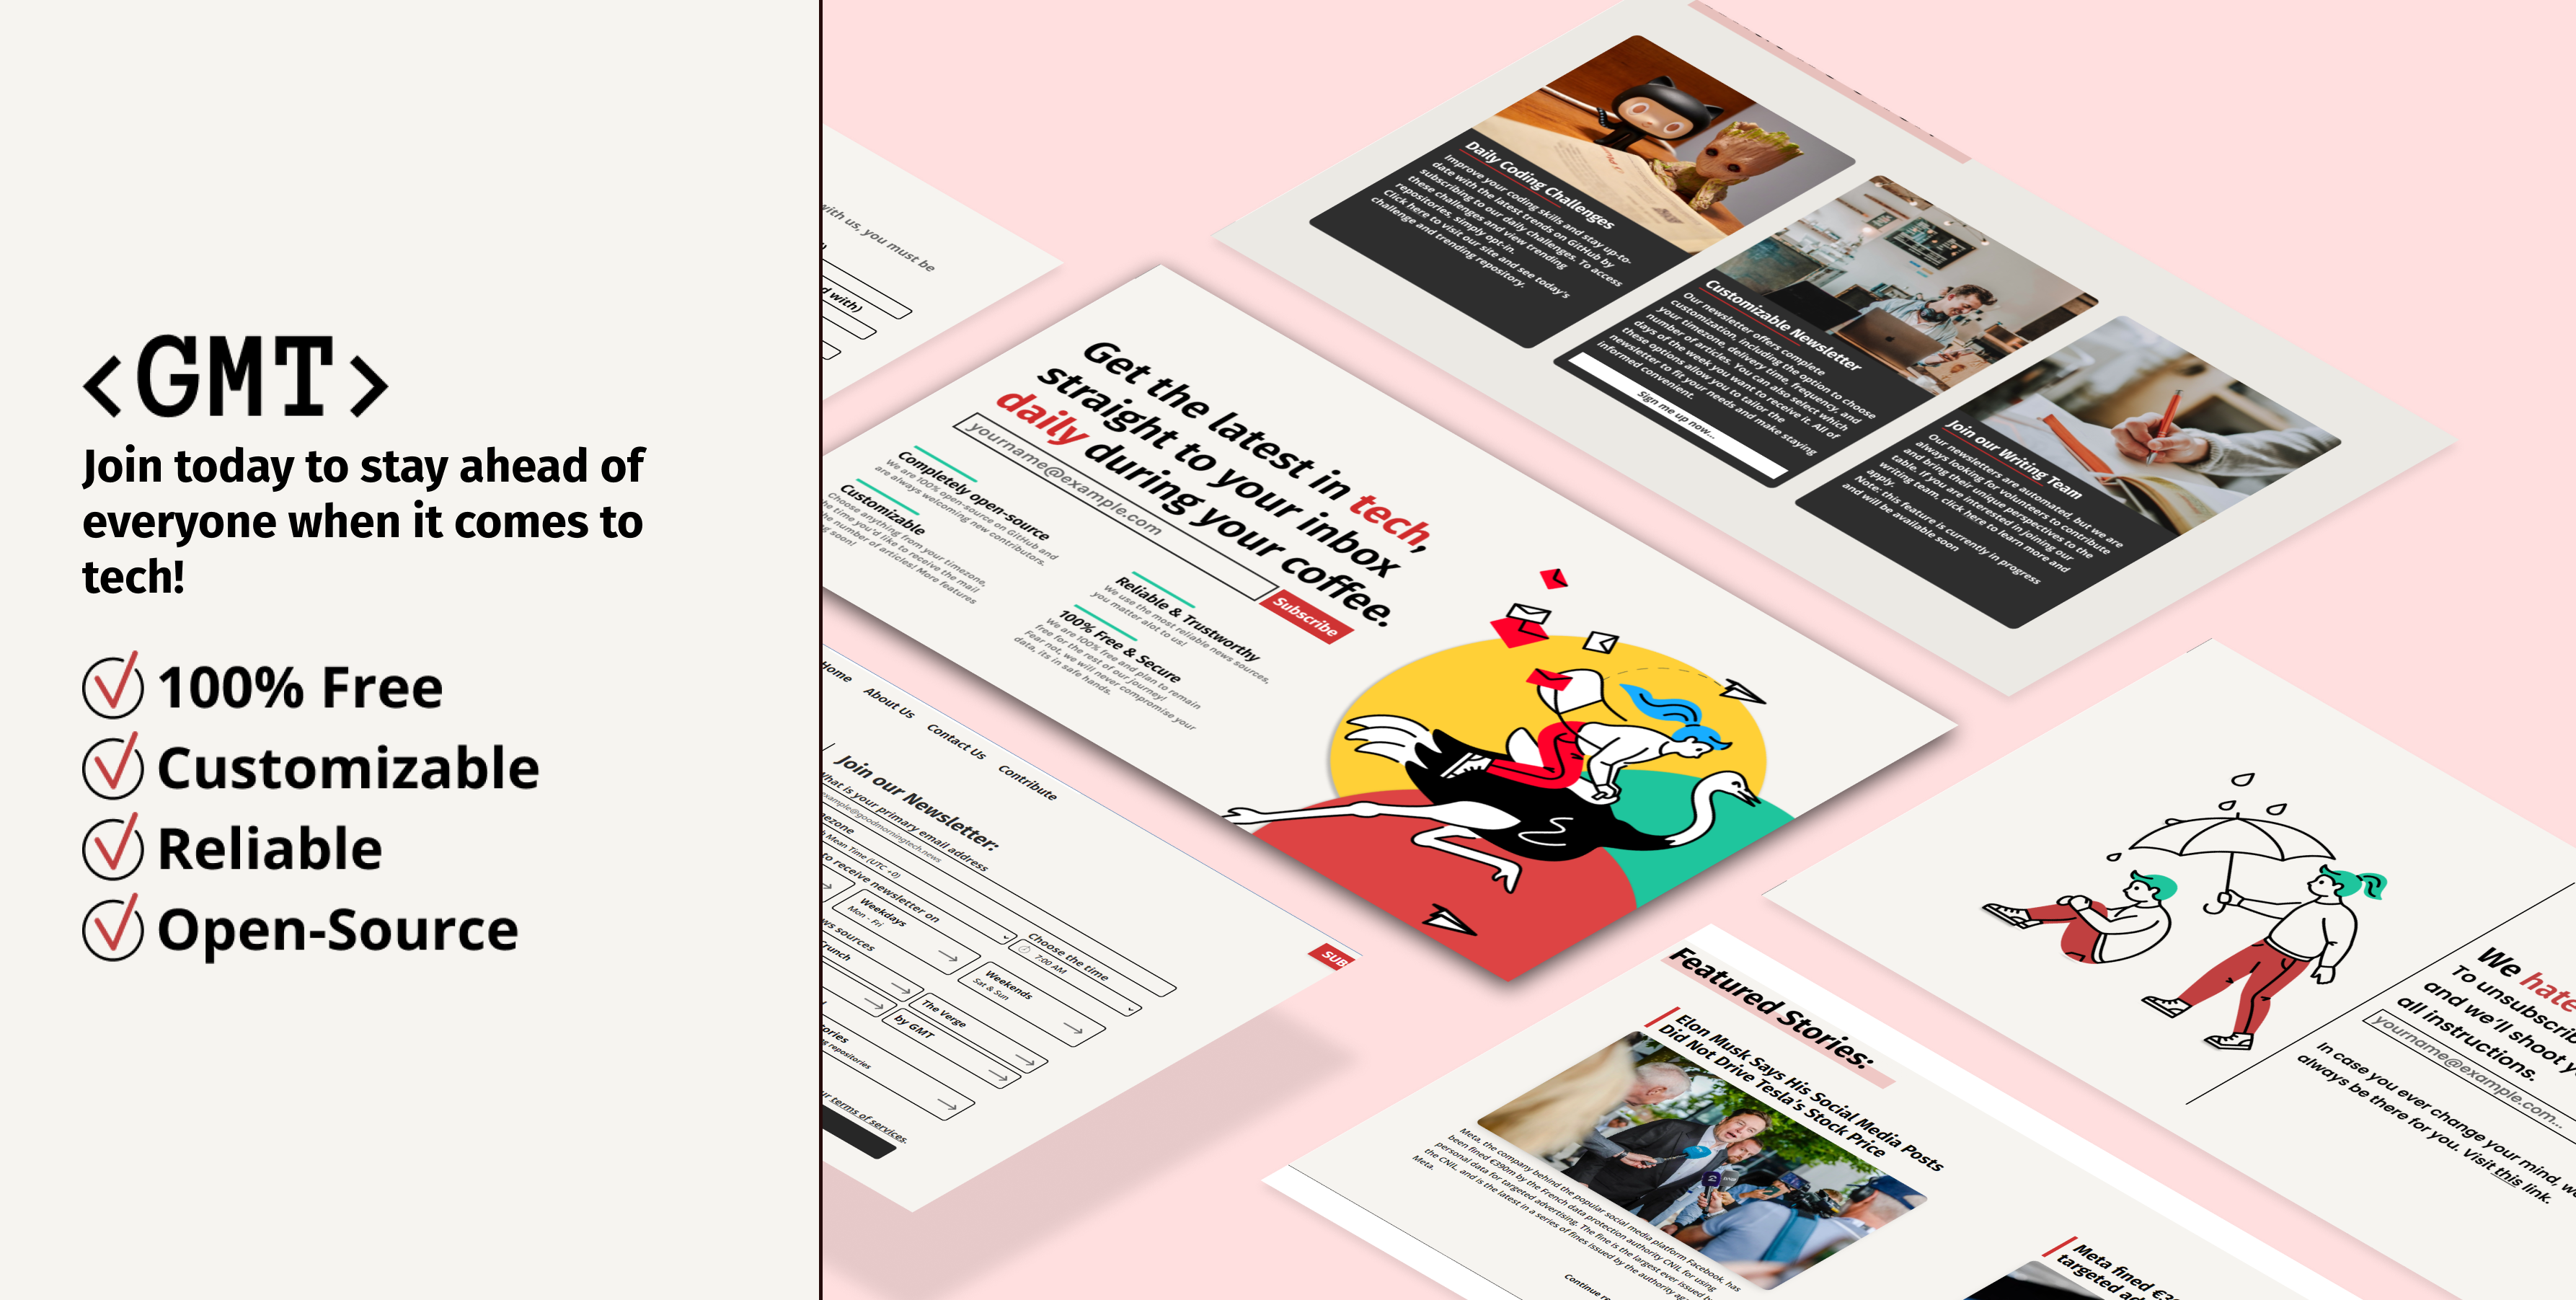 <GMT>
Join today to stay ahead of
everyone when it comes to
tech!
100% Free
Customizable
Reliable
Open-Source
with us, you must be
d with)
Get the latest in tech,
straight to your inbox
daily during your coffee.
yourname@example.com
Subscribe
Completely open-source
We are 100% open-source on GitHub and
are always welcoming new contributors.
Customizable
Choose anything from your timezone,
the time you'd like to receive the mail
the number of articles! More features
soon!
Reliable & Trustworthy
We use the most reliable news sources,
you matter alot to us!
100% Free & Secure
We are 100% free and plan to remain
free for the rest of our journey!
Fear not, we will never compromise your
data, its in safe hands.
Daily Coding Challenges
Improve your coding skills and stay up-to-
date with the latest trends on GitHub by
subscribing to our daily challenges. To access
these challenges and view trending
repositories, simply opt-in.
Click here to visit our site and see today's
challenge and trending repository.
Customizable Newsletter
Our newsletter offers complete
customization, including the option to choose
your timezone, delivery time, frequency, and
number of articles. You can also select which
days of the week you want to receive it. All of
these options allow you to tailor the
newsletter to fit your needs and make staying
informed convenient.
Sign me up now...
Join our Writing Team
Our newsletters are automated, but we are
always looking for volunteers to contribute
and bring their unique perspectives to the
table. If you are interested in joining our
writing team, click here to learn more and
apply.
Note: this feature is currently in progress
and will be available soon
Home
About Us
Contact Us
Contribute
SUB
Join our Newsletter:
What is your primary email address
example@goodmorningtech.news
ezone
Mean Time (UTC +0)
to receive newsletter on
Weekdays
Mon - Fri
Weekends
Sat & Sun
Choose the time
7:00 AM
ws sources
runch
The Verge
by GMT
ories
repositories
ur terms of services.
Featured Stories:
Elon Musk Says His Social Media Posts
Did Not Drive Tesla's Stock Price
Meta, the company behind the popular social media platform Facebook, has
been fined €390m by the French data protection authority CNIL for using
personal data for targeted advertising. The fine is the largest ever issued by
the CNIL, and is the latest in a series of fines issued by the authority
Meta.
Continue re
Meta fined €3
targeted ad
We hate
To unsubscrib
and we'll shoot y
all instructions.
yourname@example.com...
In case you ever change your mind, we
always be there for you. Visit this link.